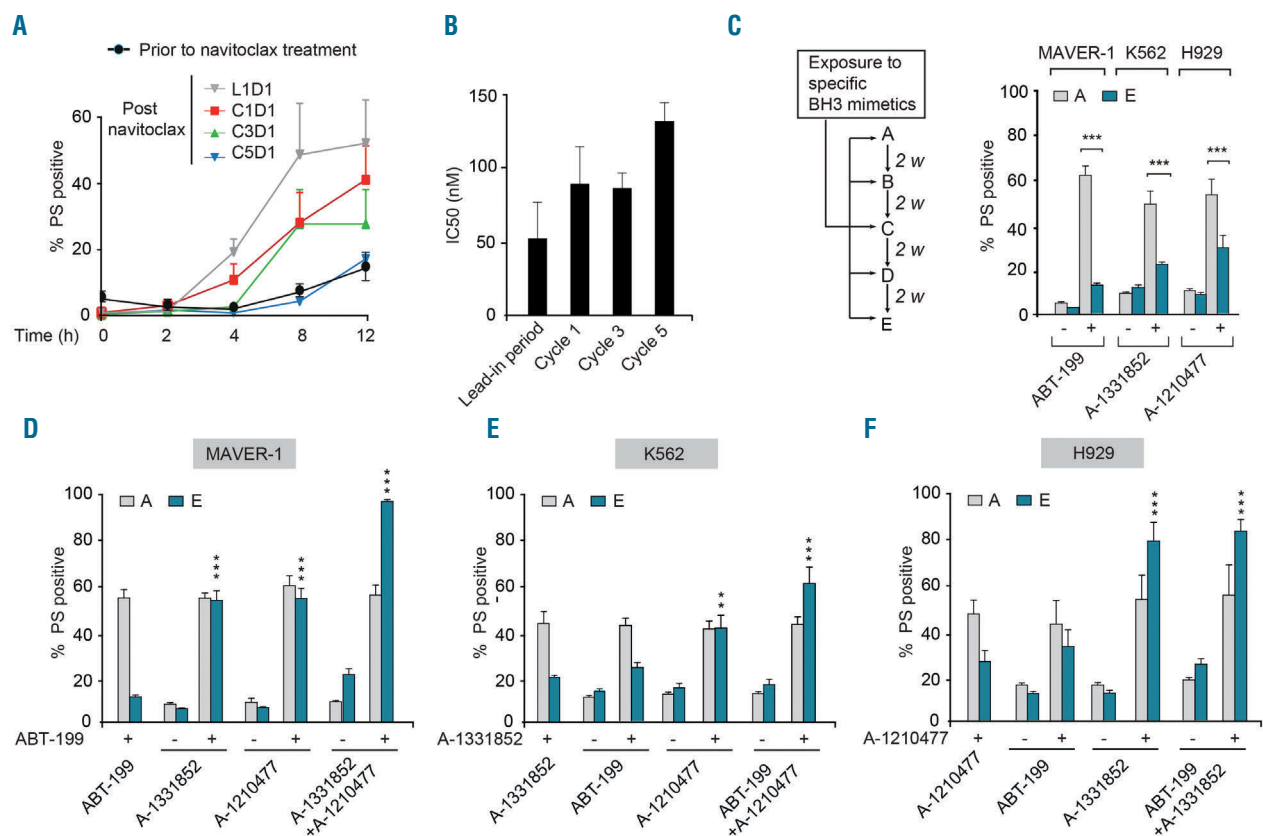 A
Prior to navitoclax treatment
Post
navitoclax
L1D1
C1D1
C3D1
C5D1
% PS positive
60
40
20
0
Time (h) 0 2 4 8 12
B
IC50 (nM)
150
100
50
0
Lead-in period
Cycle 1
Cycle 3
Cycle 5
C
Exposure to
specific
BH3 mimetics
A
2 w
B
2 w
C
2 w
D
2 w
E
MAVER-1 K562 H929
A E
% PS positive
100
80
60
40
20
0
*** *** ***
- + - + - +
ABT-199
A-1331852
A-1210477
D
MAVER-1
A E
% PS positive
100
80
60
40
20
0
*** *** ***
ABT-199 + - + - + - +
ABT-199
A-1331852
A-1210477
A-1331852
+A-1210477
E
K562
A E
% PS positive
100
80
60
40
20
0
** ***
A-1331852 + - + - + - +
A-1331852
ABT-199
A-1210477
ABT-199
+A-1210477
F
H929
A E
% PS positive
100
80
60
40
20
0
*** ***
A-1210477 + - + - + - +
A-1210477
ABT-199
A-1331852
ABT-199
+A-1331852